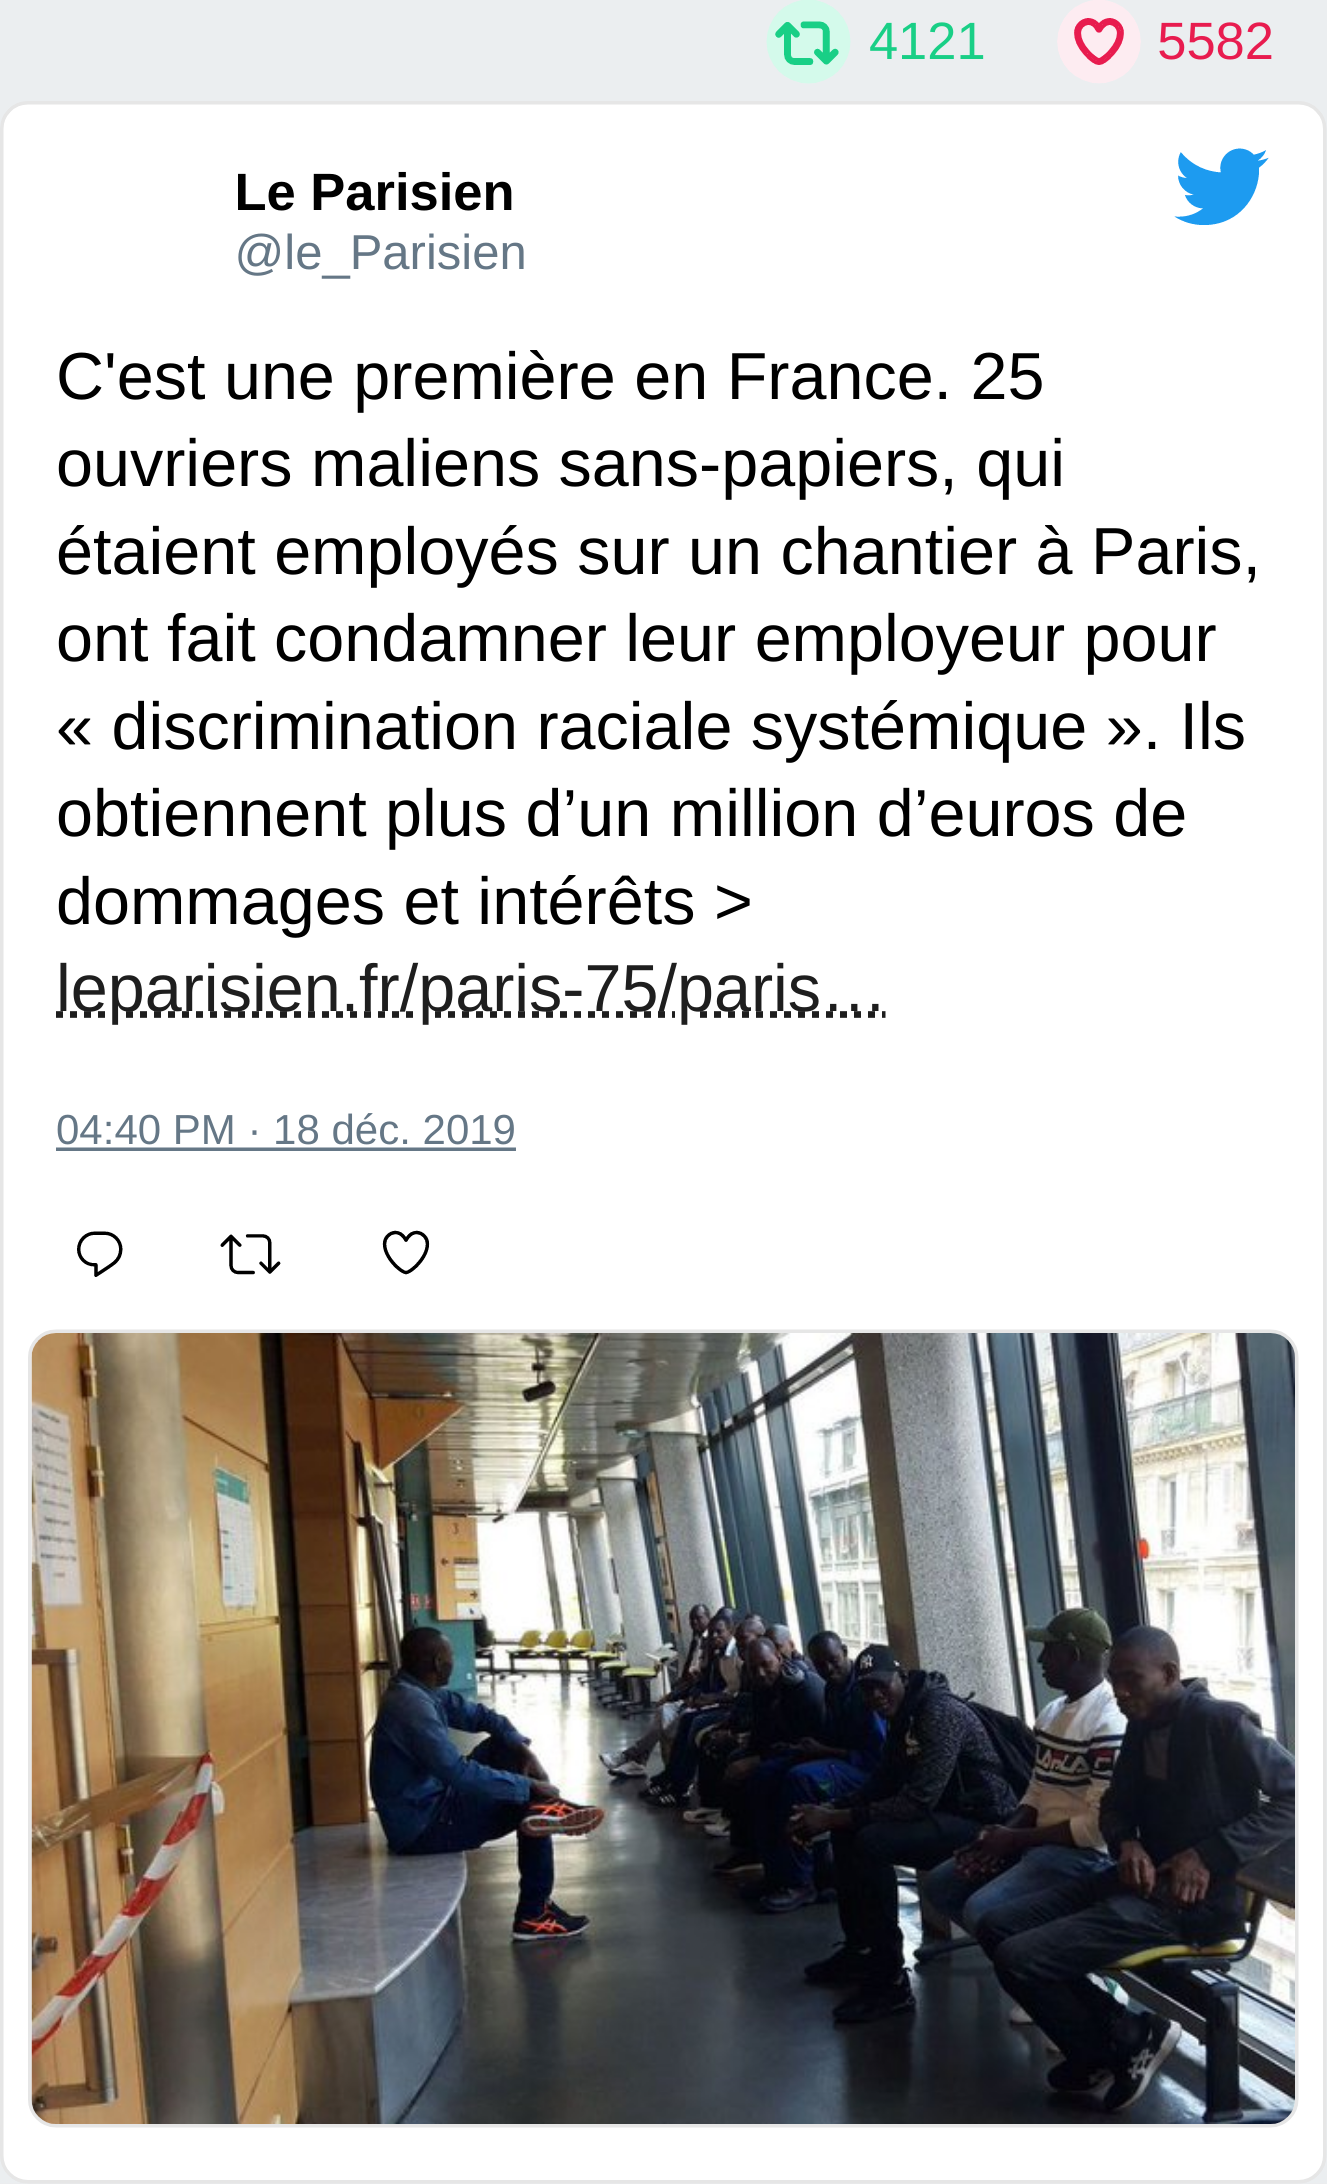 4121 5582
Le Parisien
@le_Parisien
C'est une première en France. 25
ouvriers maliens sans-papiers, qui
étaient employés sur un chantier à Paris,
ont fait condamner leur employeur pour
« discrimination raciale systémique ». Ils
obtiennent plus d’un million d’euros de
dommages et intérêts >
leparisien.fr/paris-75/paris…
04:40 PM · 18 déc. 2019